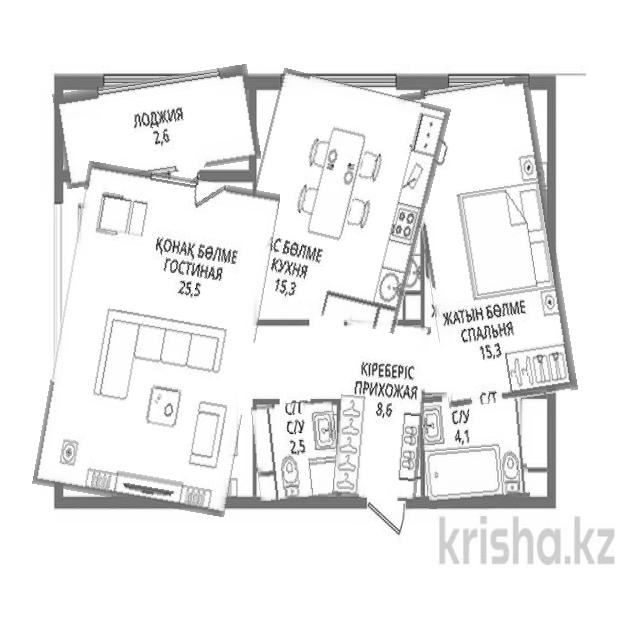 ЛОДЖИЯ
2,6
ҚОНАҚ БӨЛМЕ
ГОСТИНАЯ
25,5
АС БӨЛМЕ
КУХНЯ
15,3
ЖАТЫН БӨЛМЕ
СПАЛЬНЯ
15,3
КІРЕБЕРІС
ПРИХОЖАЯ
8,6
С/Т
С/У
2,5
С/Т
С/У
4,1
krisha.kz